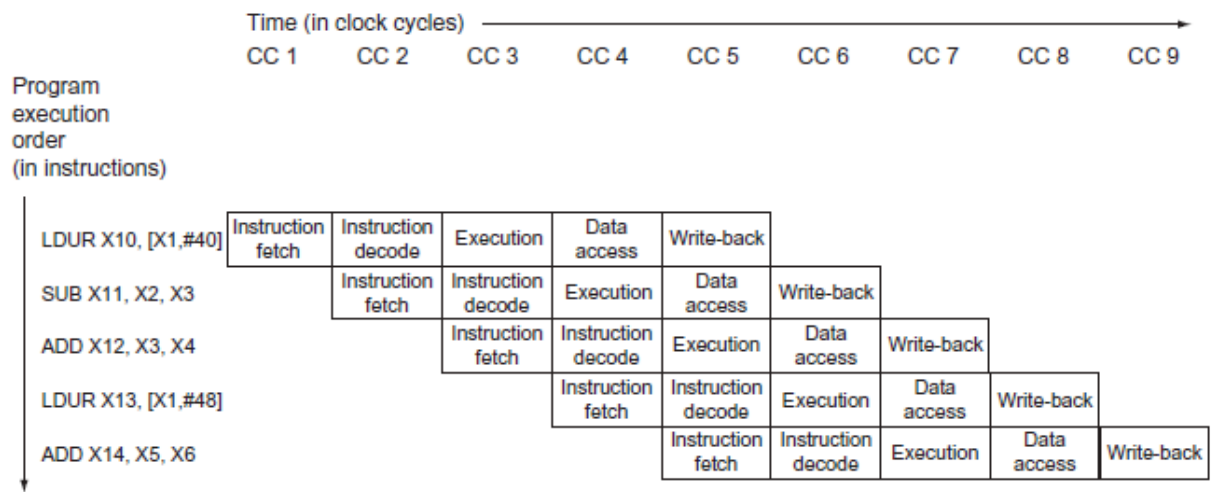 Time (in clock cycles)
CC 1 CC 2 CC 3 CC 4 CC 5 CC 6 CC 7 CC 8 CC 9
Program
execution
order
(in instructions)
LDUR X10, [X1,#40] Instruction fetch Instruction decode Execution Data access Write-back
SUB X11, X2, X3 Instruction fetch Instruction decode Execution Data access Write-back
ADD X12, X3, X4 Instruction fetch Instruction decode Execution Data access Write-back
LDUR X13, [X1,#48] Instruction fetch Instruction decode Execution Data access Write-back
ADD X14, X5, X6 Instruction fetch Instruction decode Execution Data access Write-back